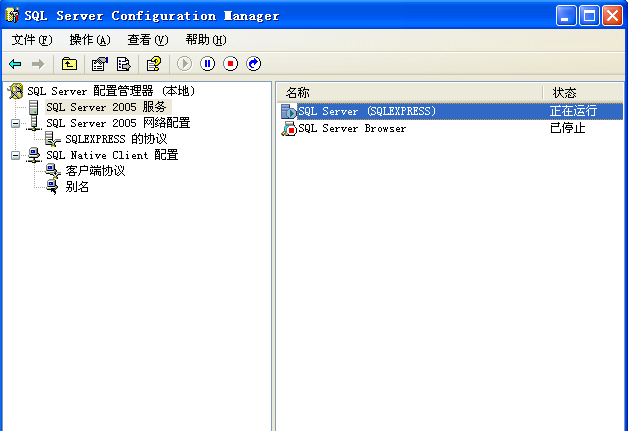 SQL Server Configuration Manager
文件(F) 操作(A) 查看(V) 帮助(H)
SQL Server 配置管理器 (本地)
SQL Server 2005 服务
SQL Server 2005 网络配置
SQLEXPRESS 的协议
SQL Native Client 配置
客户端协议
别名
名称 状态
SQL Server (SQLEXPRESS) 正在运行
SQL Server Browser 已停止